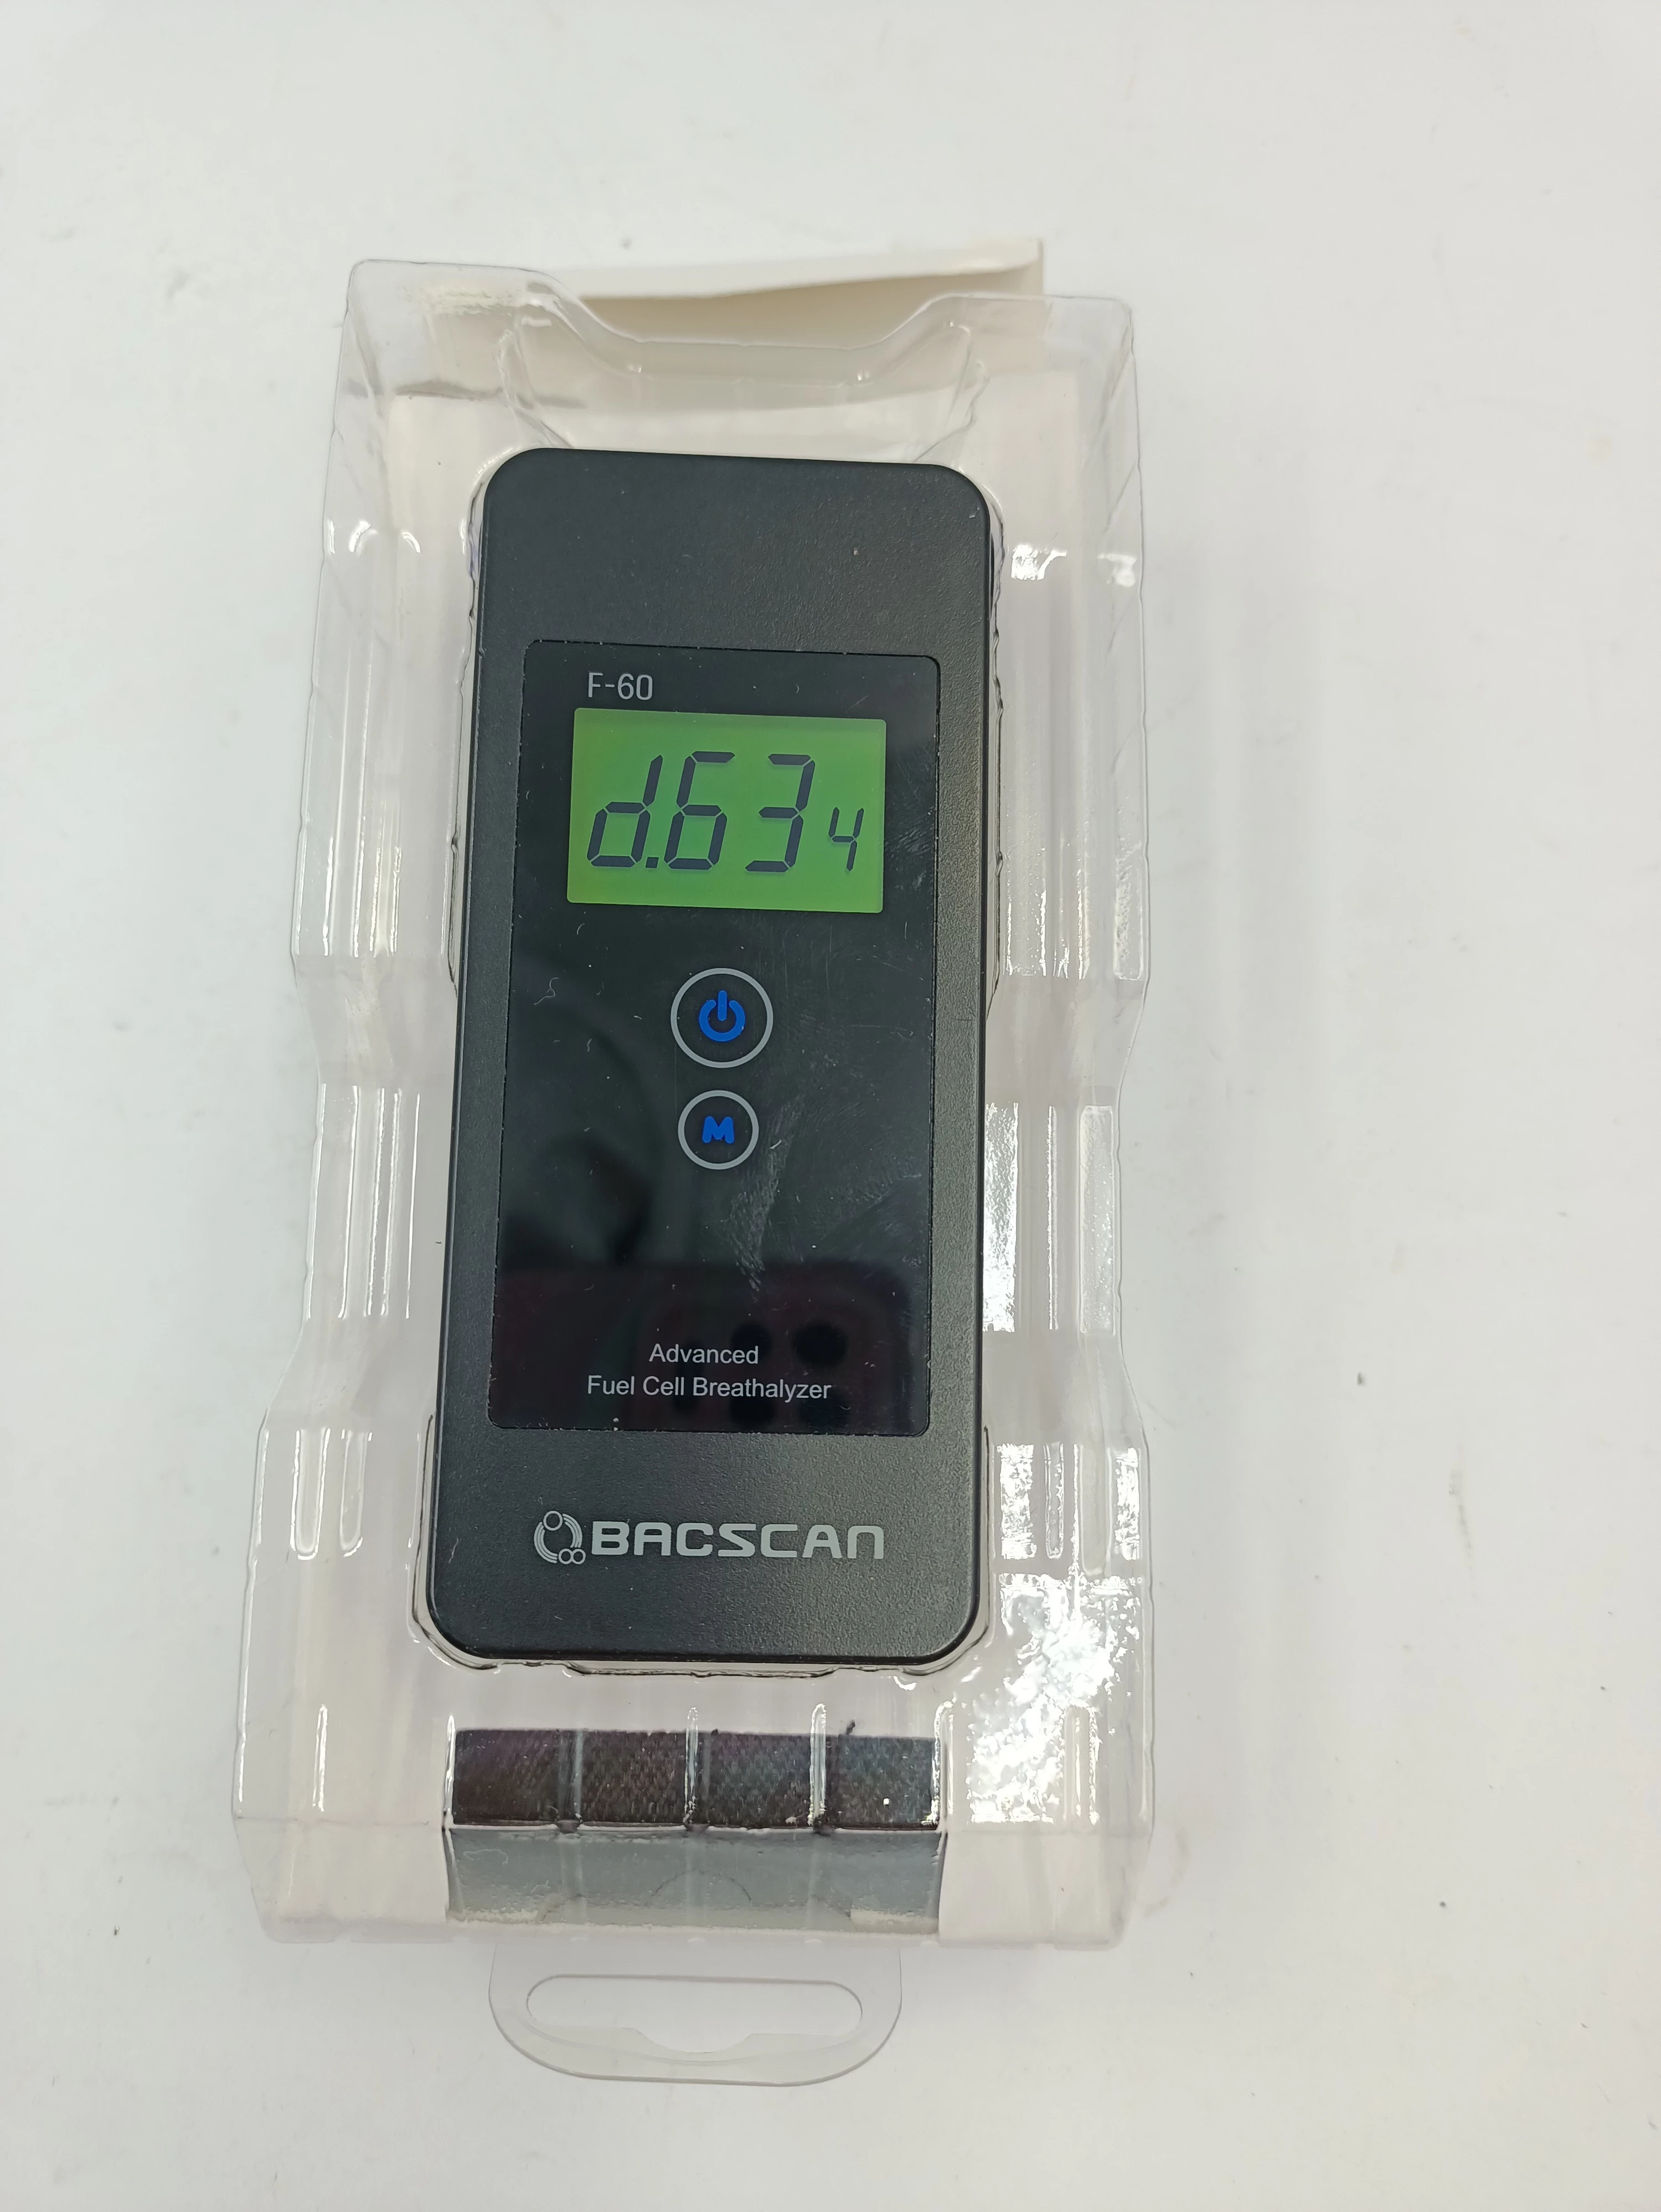 F-60
d.634
M
Advanced
Fuel Cell Breathalyzer
BACSCAN